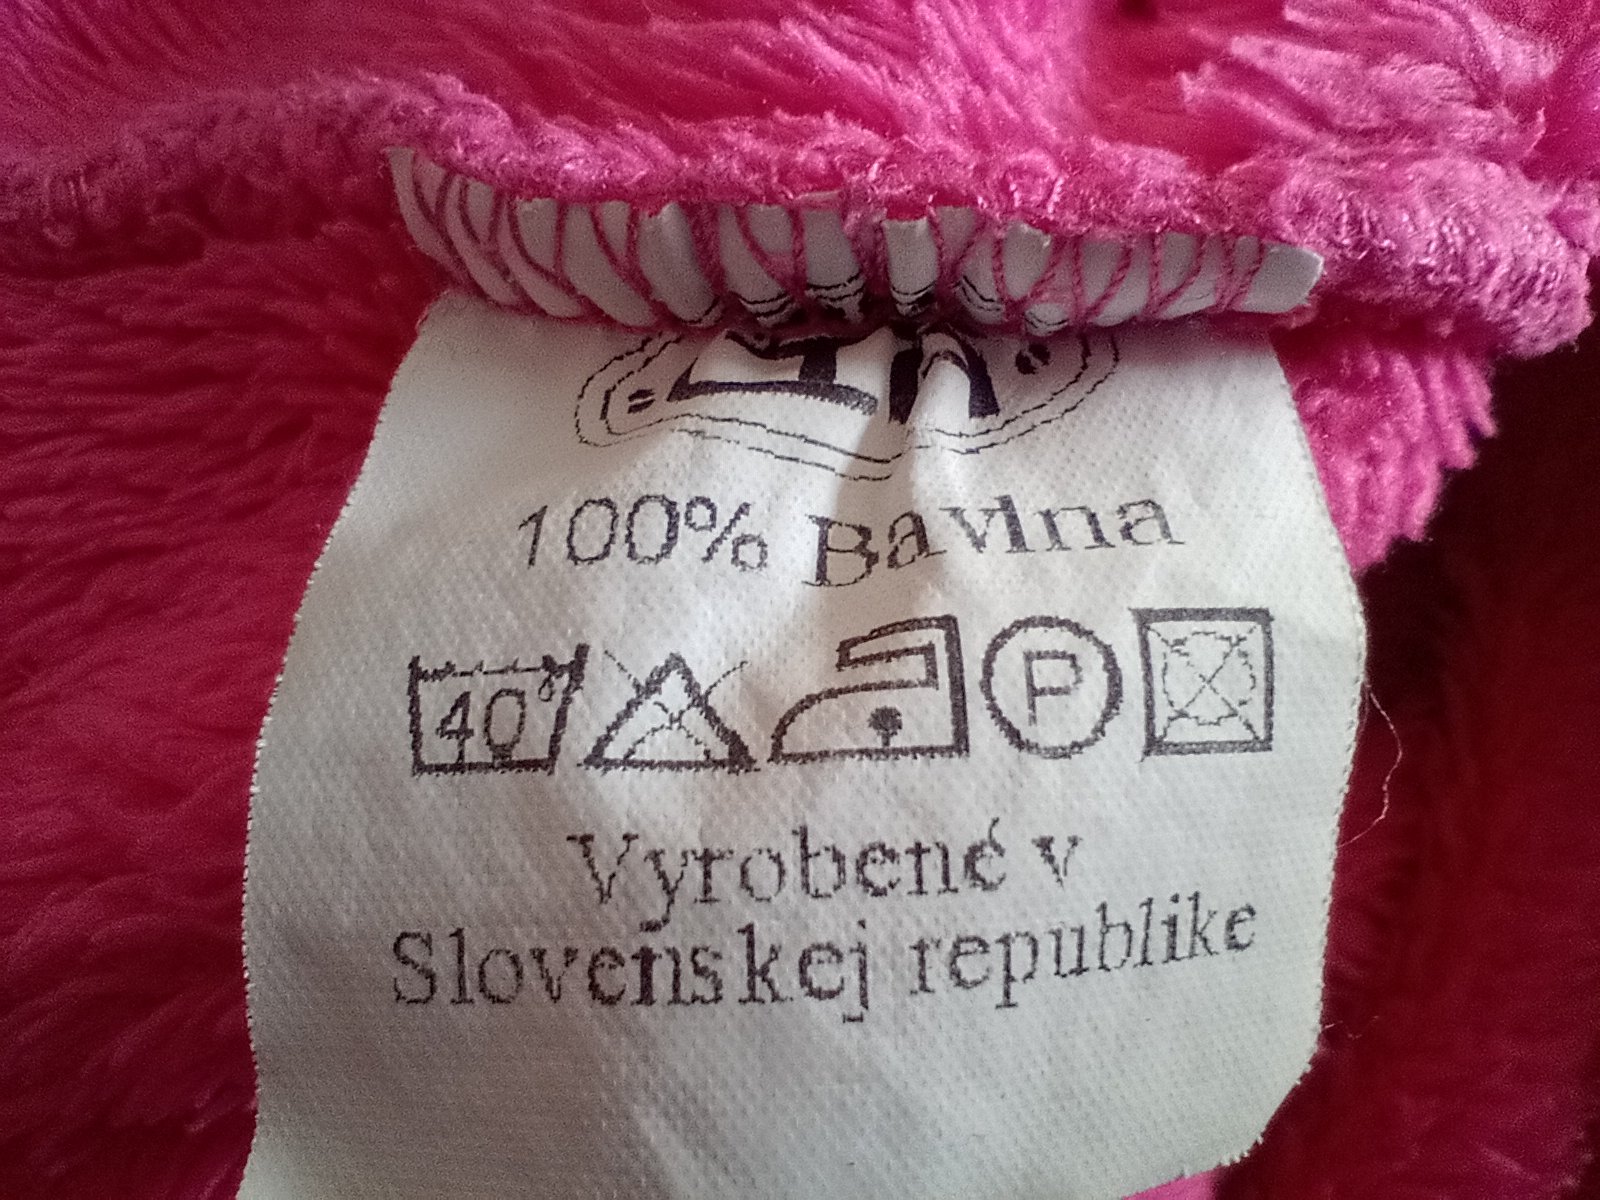 100% Bavlna
40°
P
Vyrobené v
Slovenskej republike